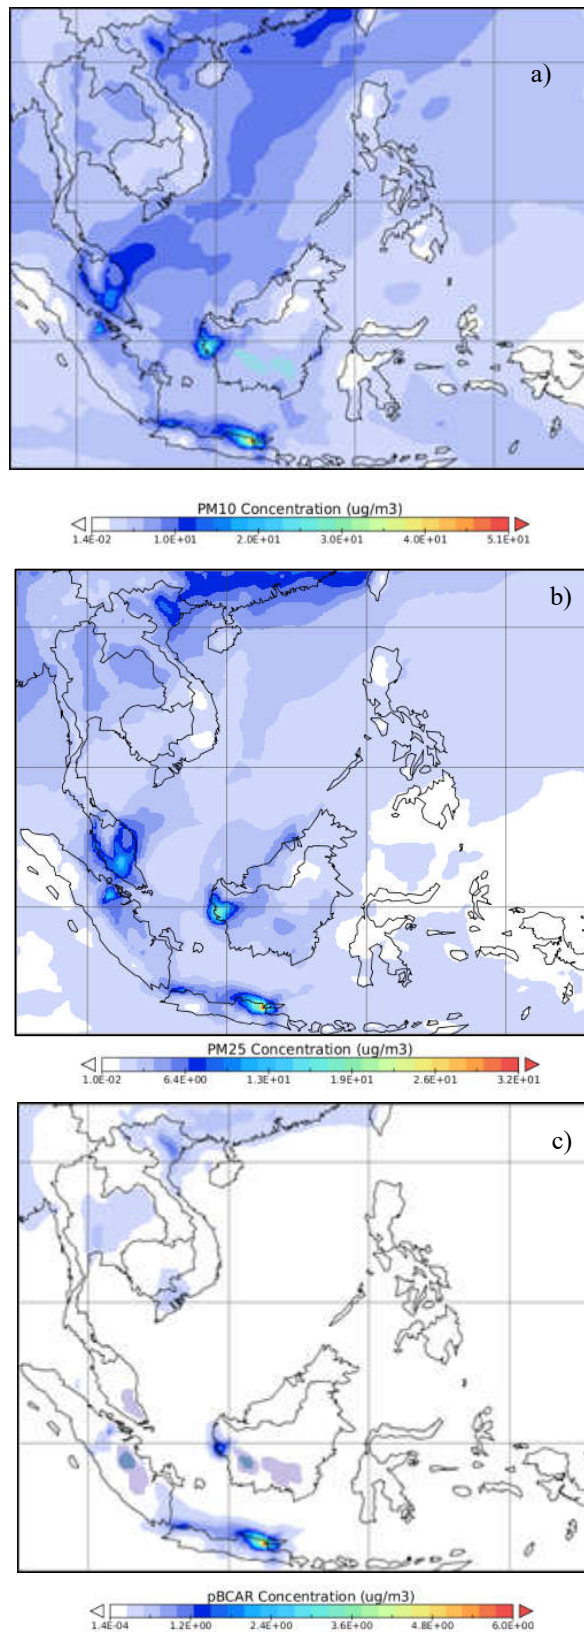 a)
PM10 Concentration (ug/m3)
1.4E-02 1.0E+01 2.0E+01 3.0E+01 4.0E+01 5.1E+01
b)
PM25 Concentration (ug/m3)
1.0E-02 6.4E+00 1.3E+01 1.9E+01 2.6E+01 3.2E+01
c)
pBCAR Concentration (ug/m3)
1.4E-04 1.2E+00 2.4E+00 3.6E+00 4.8E+00 6.0E+00